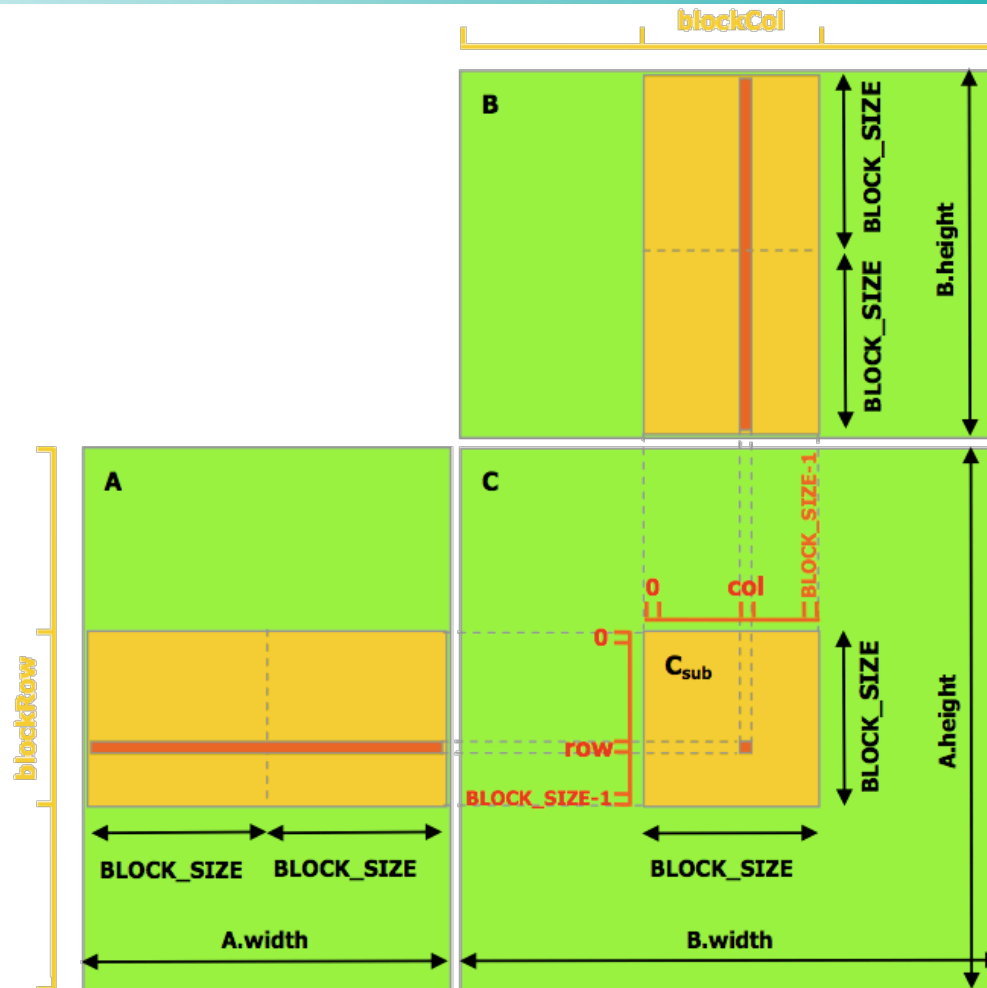 blockCol
B
BLOCK_SIZE
B.height
BLOCK_SIZE
A
C
BLOCK_SIZE-1
0
col
0
blockRow
Csub
BLOCK_SIZE
A.height
row
BLOCK_SIZE-1
BLOCK_SIZE
BLOCK_SIZE
BLOCK_SIZE
A.width
B.width